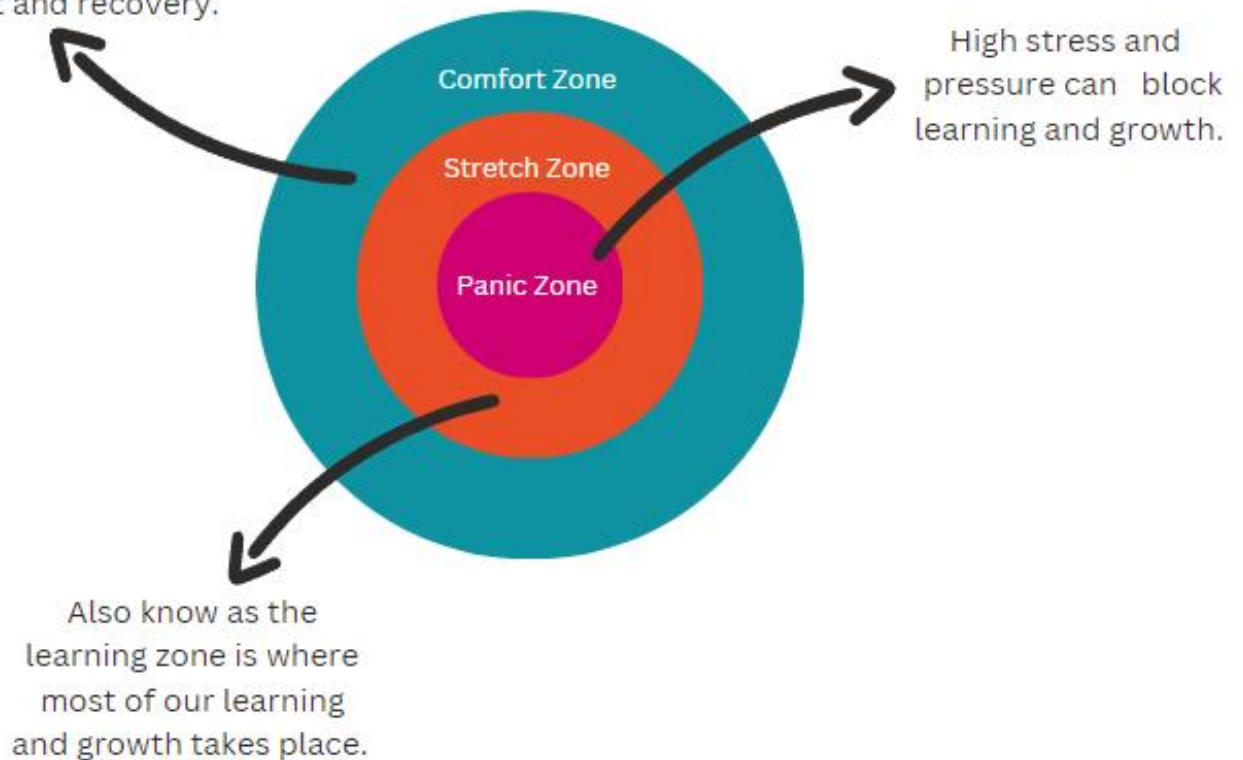 and recovery.
Comfort Zone
Stretch Zone
Panic Zone
High stress and
pressure can block
learning and growth.
Also know as the
learning zone is where
most of our learning
and growth takes place.